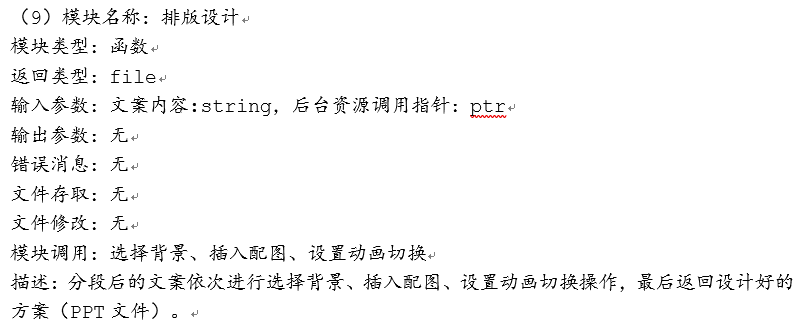 （9）模块名称：排版设计
模块类型：函数
返回类型：file
输入参数：文案内容:string，后台资源调用指针：ptr
输出参数：无
错误消息：无
文件存取：无
文件修改：无
模块调用：选择背景、插入配图、设置动画切换
描述：分段后的文案依次进行选择背景、插入配图、设置动画切换操作，最后返回设计好的
方案（PPT 文件）。